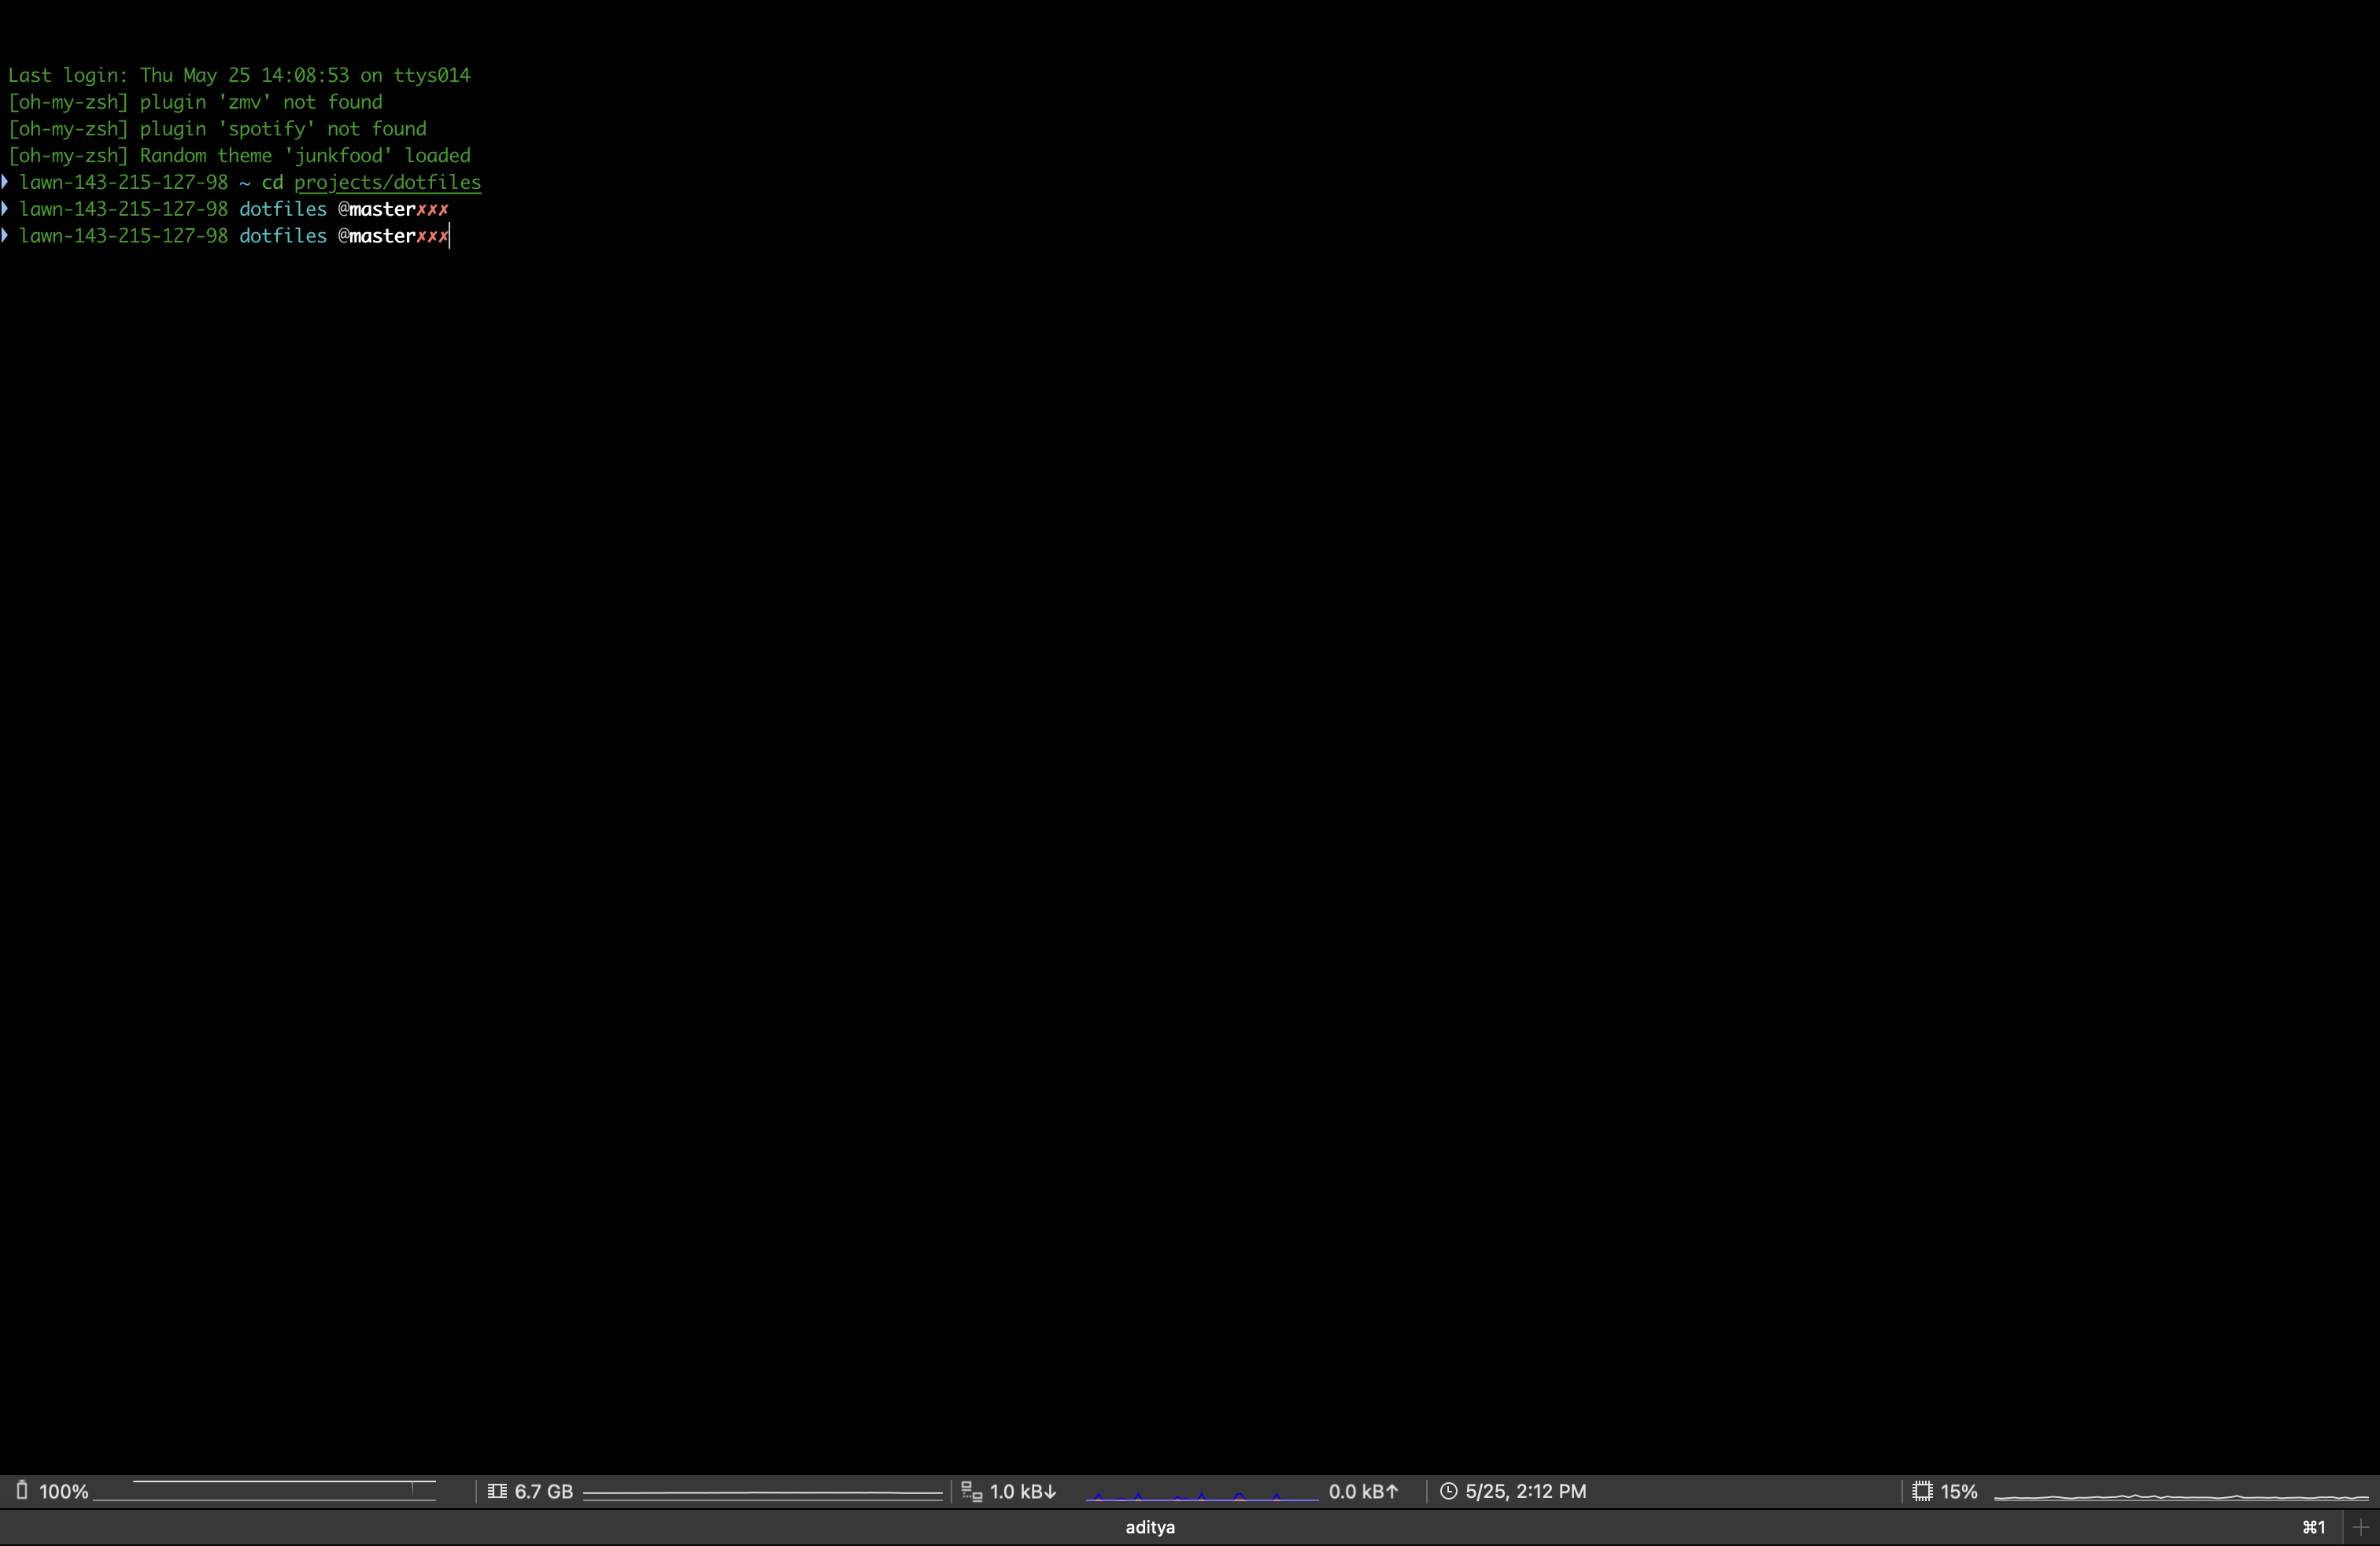 Last login: Thu May 25 14:08:53 on ttys014
[oh-my-zsh] plugin 'zmv' not found
[oh-my-zsh] plugin 'spotify' not found
[oh-my-zsh] Random theme 'junkfood' loaded
lawn-143-215-127-98 ~ cd projects/dotfiles
lawn-143-215-127-98 dotfiles @master✗✗✗
lawn-143-215-127-98 dotfiles @master✗✗✗
100% 6.7 GB 1.0 kB↓ 0.0 kB↑ 5/25, 2:12 PM 15%
aditya ⌘1